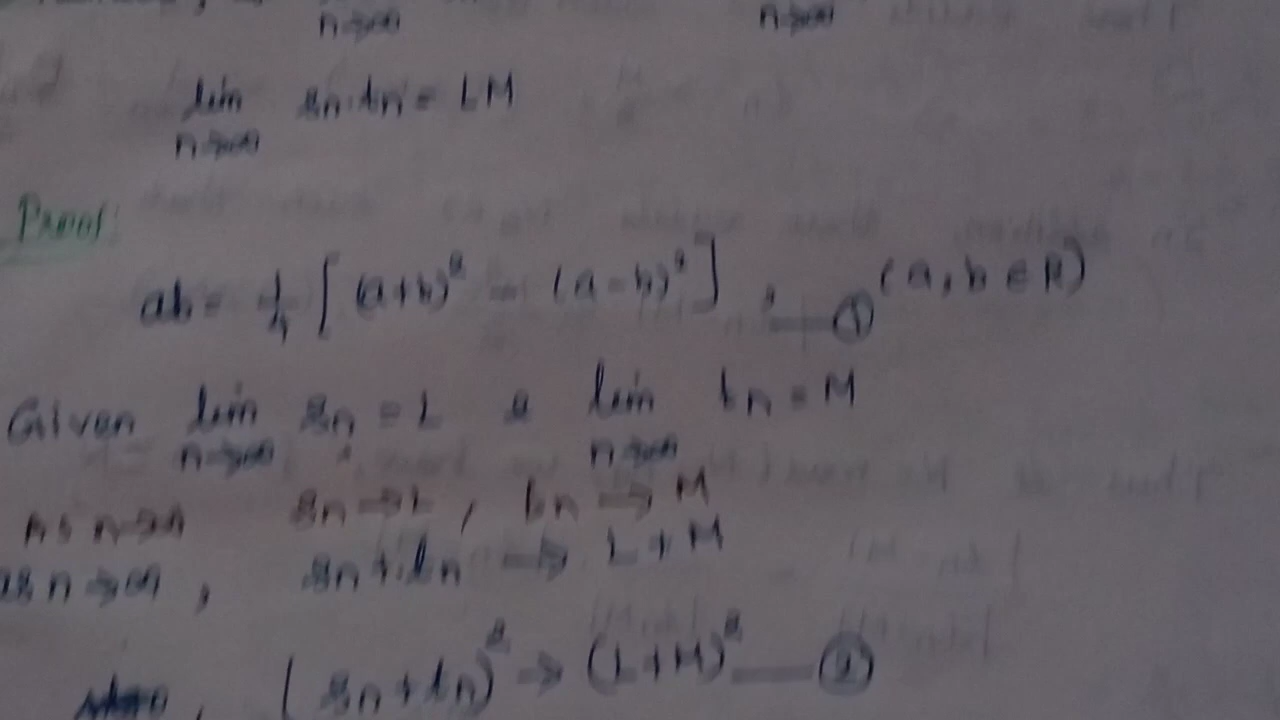 n→∞ n→∞
lim sn.tn = LM
n→∞
Proof:
ab = 1/4 [(a+b)² - (a-b)²], —① (a, b ∈ R)
Given lim sn = L & lim tn = M
n→∞ n→∞
As n→∞ sn→L, tn → M
as n→∞, sn+tn → L+M
(sn+tn)² → (L+M)² —②